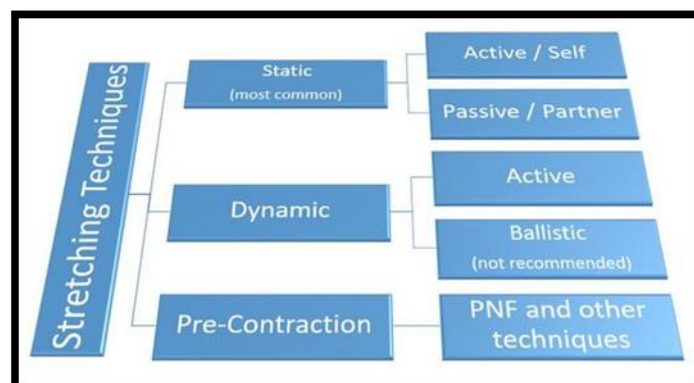 Stretching Techniques
Static
(most common)
Active / Self
Passive / Partner
Dynamic
Active
Ballistic
(not recommended)
Pre-Contraction
PNF and other
techniques